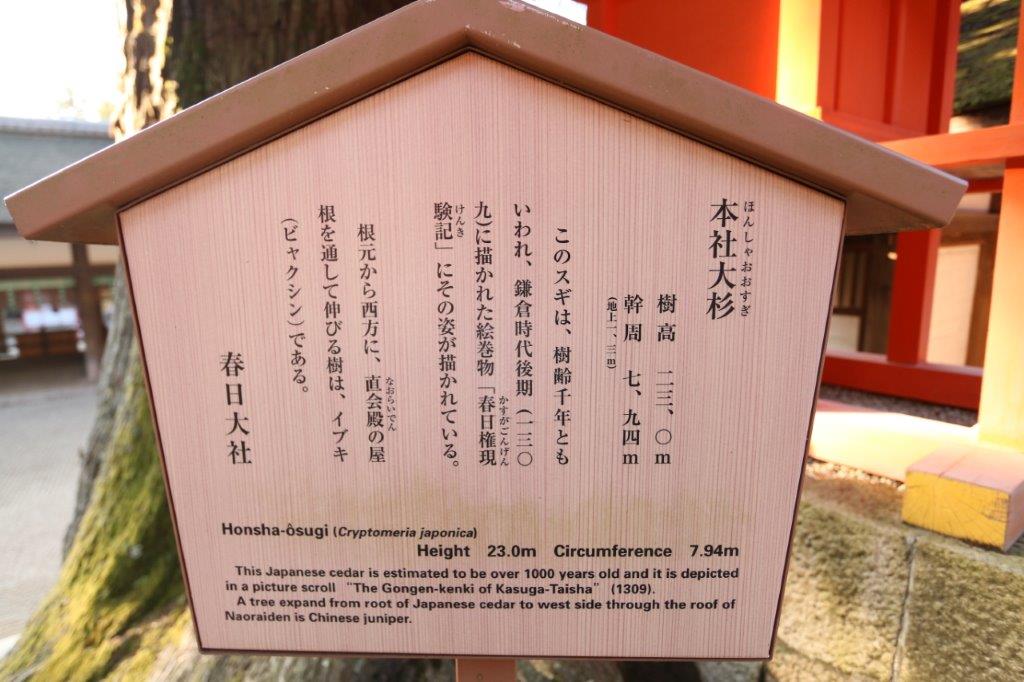 ほんしゃおおすぎ
本社大杉
樹高　二三、〇m
幹周　七、九四m
(地上一、三m)
このスギは、樹齢千年とも
いわれ、鎌倉時代後期(一三〇
九)に描かれた絵巻物「春日権現
かすがごんげん
験記」にその姿が描かれている。
けんき
根元から西方に、直会殿の屋
なおらいでん
根を通して伸びる樹は、イブキ
(ビャクシン)である。
春日大社
Honsha-ôsugi (Cryptomeria japonica)
Height 23.0m Circumference 7.94m
This Japanese cedar is estimated to be over 1000 years old and it is depicted
in a picture scroll "The Gongen-kenki of Kasuga-Taisha" (1309).
A tree expand from root of Japanese cedar to west side through the roof of
Naoraiden is Chinese juniper.